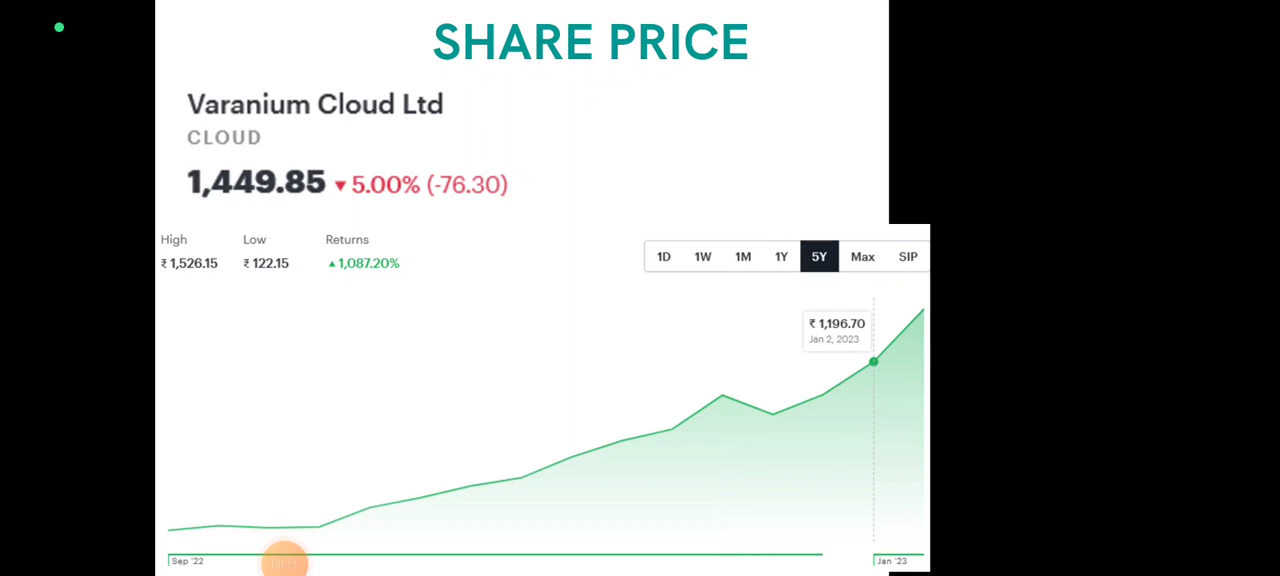 SHARE PRICE
Varanium Cloud Ltd
CLOUD
1,449.85 ▼ 5.00% (-76.30)
High Low Returns
₹ 1,526.15 ₹ 122.15 ▲ 1,087.20%
1D 1W 1M 1Y 5Y Max SIP
₹ 1,196.70
Jan 2, 2023
Sep '22 Jan '23